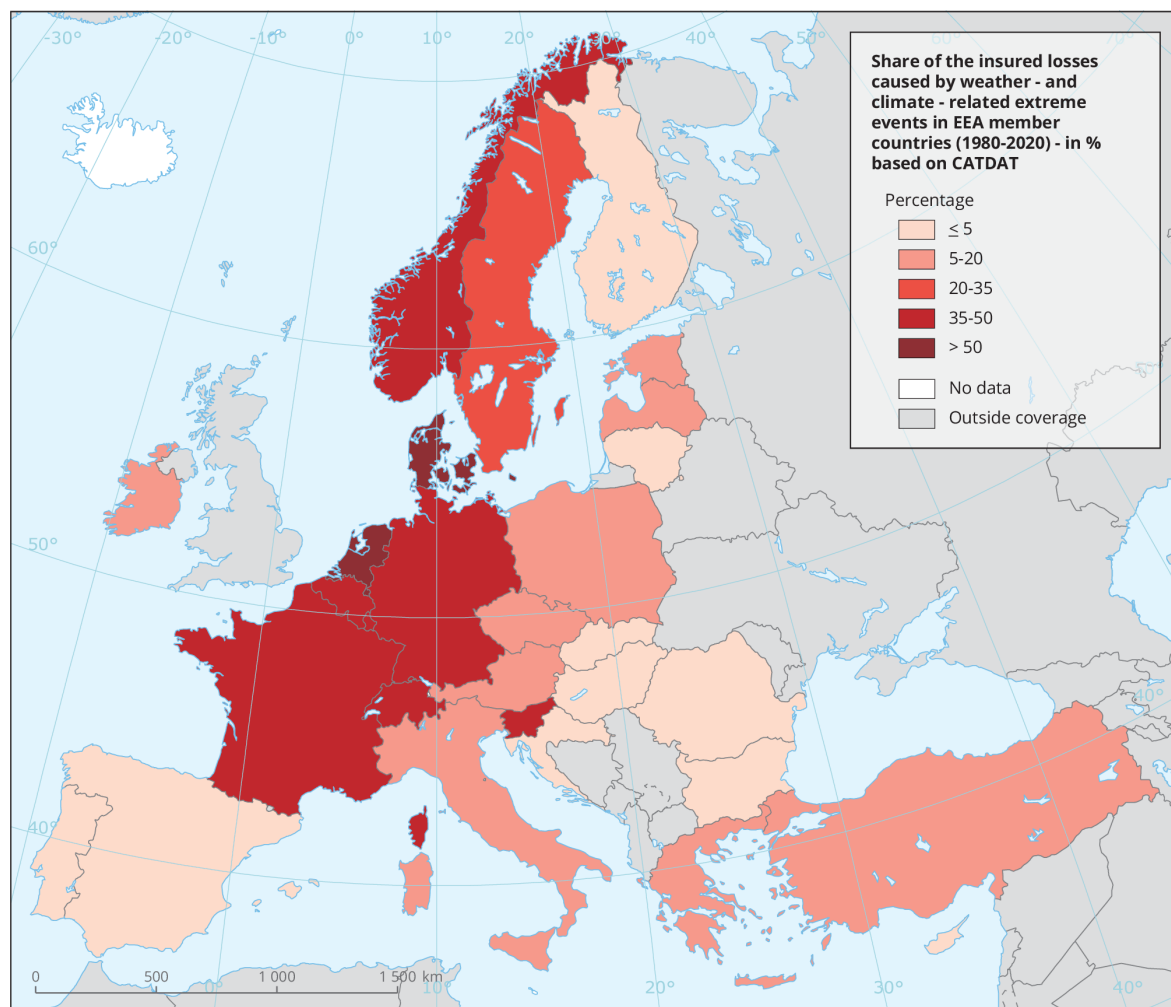 -30°
-20°
-10°
0°
10°
20°
30°
40°
50°
60°
70°
Share of the insured losses
caused by weather - and
climate - related extreme
events in EEA member
countries (1980-2020) - in %
based on CATDAT
Percentage
≤ 5
5-20
20-35
35-50
> 50
No data
Outside coverage
60°
50°
40°
40°
0 500 1 000 1 500 km
0°
10°
20°
30°
40°